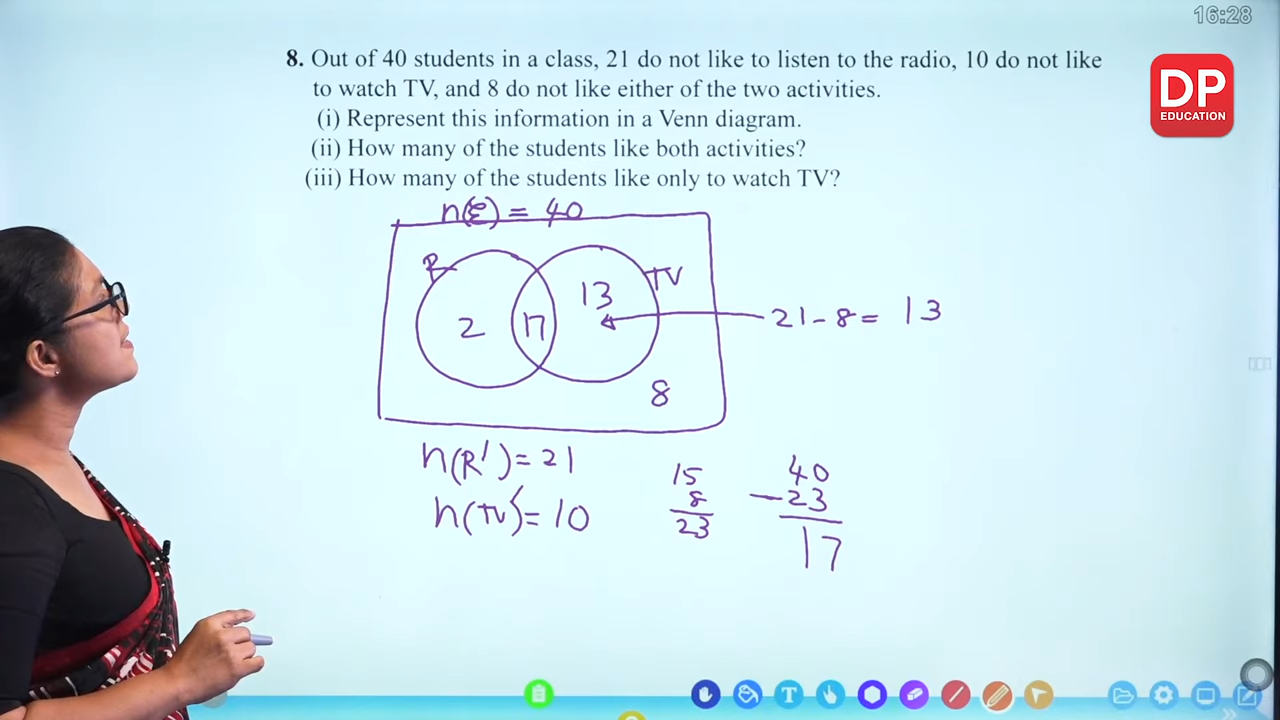 16:28
8. Out of 40 students in a class, 21 do not like to listen to the radio, 10 do not like
to watch TV, and 8 do not like either of the two activities.
(i) Represent this information in a Venn diagram.
(ii) How many of the students like both activities?
(iii) How many of the students like only to watch TV?
DP
EDUCATION
n(ε) = 40
R
TV
2
17
13
21 - 8 = 13
8
n(R') = 21
n(TV') = 10
15
8
23
40
-23
17
T